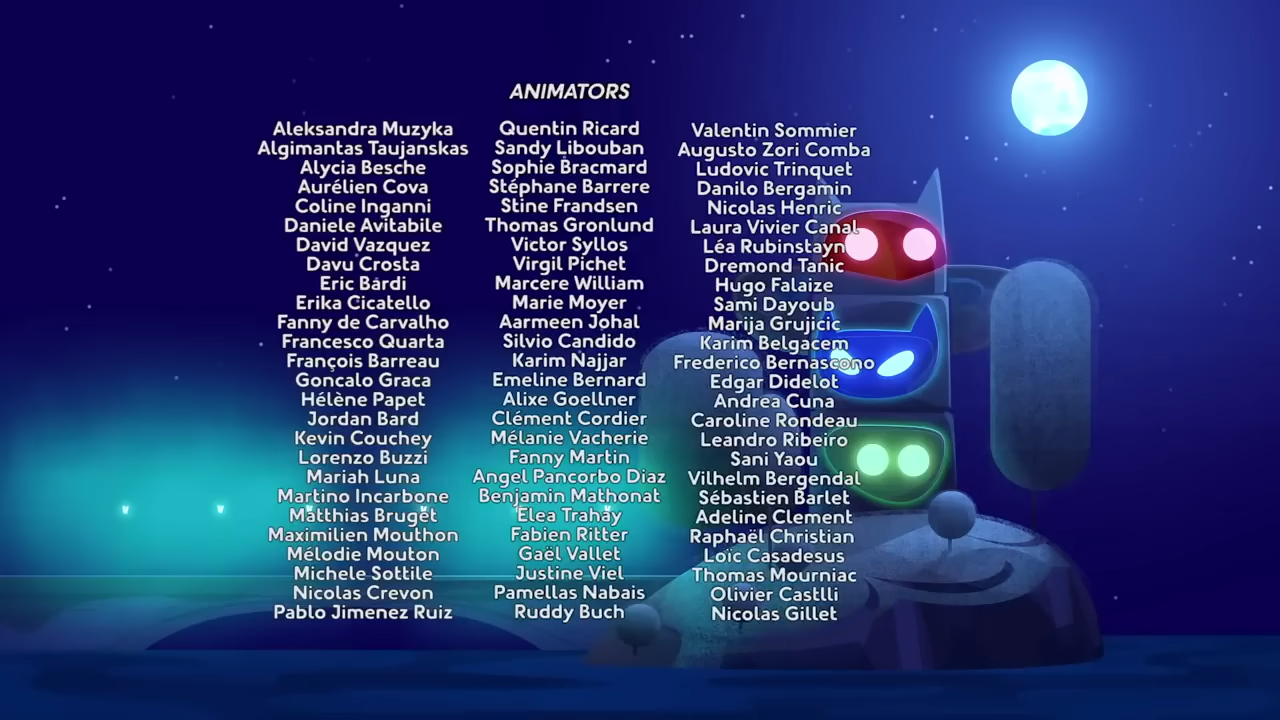 ANIMATORS
Aleksandra Muzyka
Algimantas Taujanskas
Alycia Besche
Aurélien Cova
Coline Inganni
Daniele Avitabile
David Vazquez
Davu Crosta
Eric Bardi
Erika Cicatello
Fanny de Carvalho
Francesco Quarta
François Barreau
Goncalo Graca
Hélène Papet
Jordan Bard
Kevin Couchey
Lorenzo Buzzi
Mariah Luna
Martino Incarbone
Matthias Bruget
Maximilien Mouthon
Mélodie Mouton
Michele Sottile
Nicolas Crevon
Pablo Jimenez Ruiz
Quentin Ricard
Sandy Libouban
Sophie Bracmard
Stéphane Barrere
Stine Frandsen
Thomas Gronlund
Victor Syllos
Virgil Pichet
Marcere William
Marie Moyer
Aarmeen Johal
Silvio Candido
Karim Najjar
Emeline Bernard
Alixe Goellner
Clément Cordier
Mélanie Vacherie
Fanny Martin
Angel Pancorbo Diaz
Benjamin Mathonat
Elea Trahay
Fabien Ritter
Gaël Vallet
Justine Viel
Pamellas Nabais
Ruddy Buch
Valentin Sommier
Augusto Zori Comba
Ludovic Trinquet
Danilo Bergamin
Nicolas Henric
Laura Vivier Canal
Léa Rubinstayn
Dremond Tanic
Hugo Falaize
Sami Dayoub
Marija Grujicic
Karim Belgacem
Frederico Bernascono
Edgar Didelot
Andrea Cuna
Caroline Rondeau
Leandro Ribeiro
Sani Yaou
Vilhelm Bergendal
Sébastien Barlet
Adeline Clement
Raphaël Christian
Loïc Casadesus
Thomas Mourniac
Olivier Castlli
Nicolas Gillet